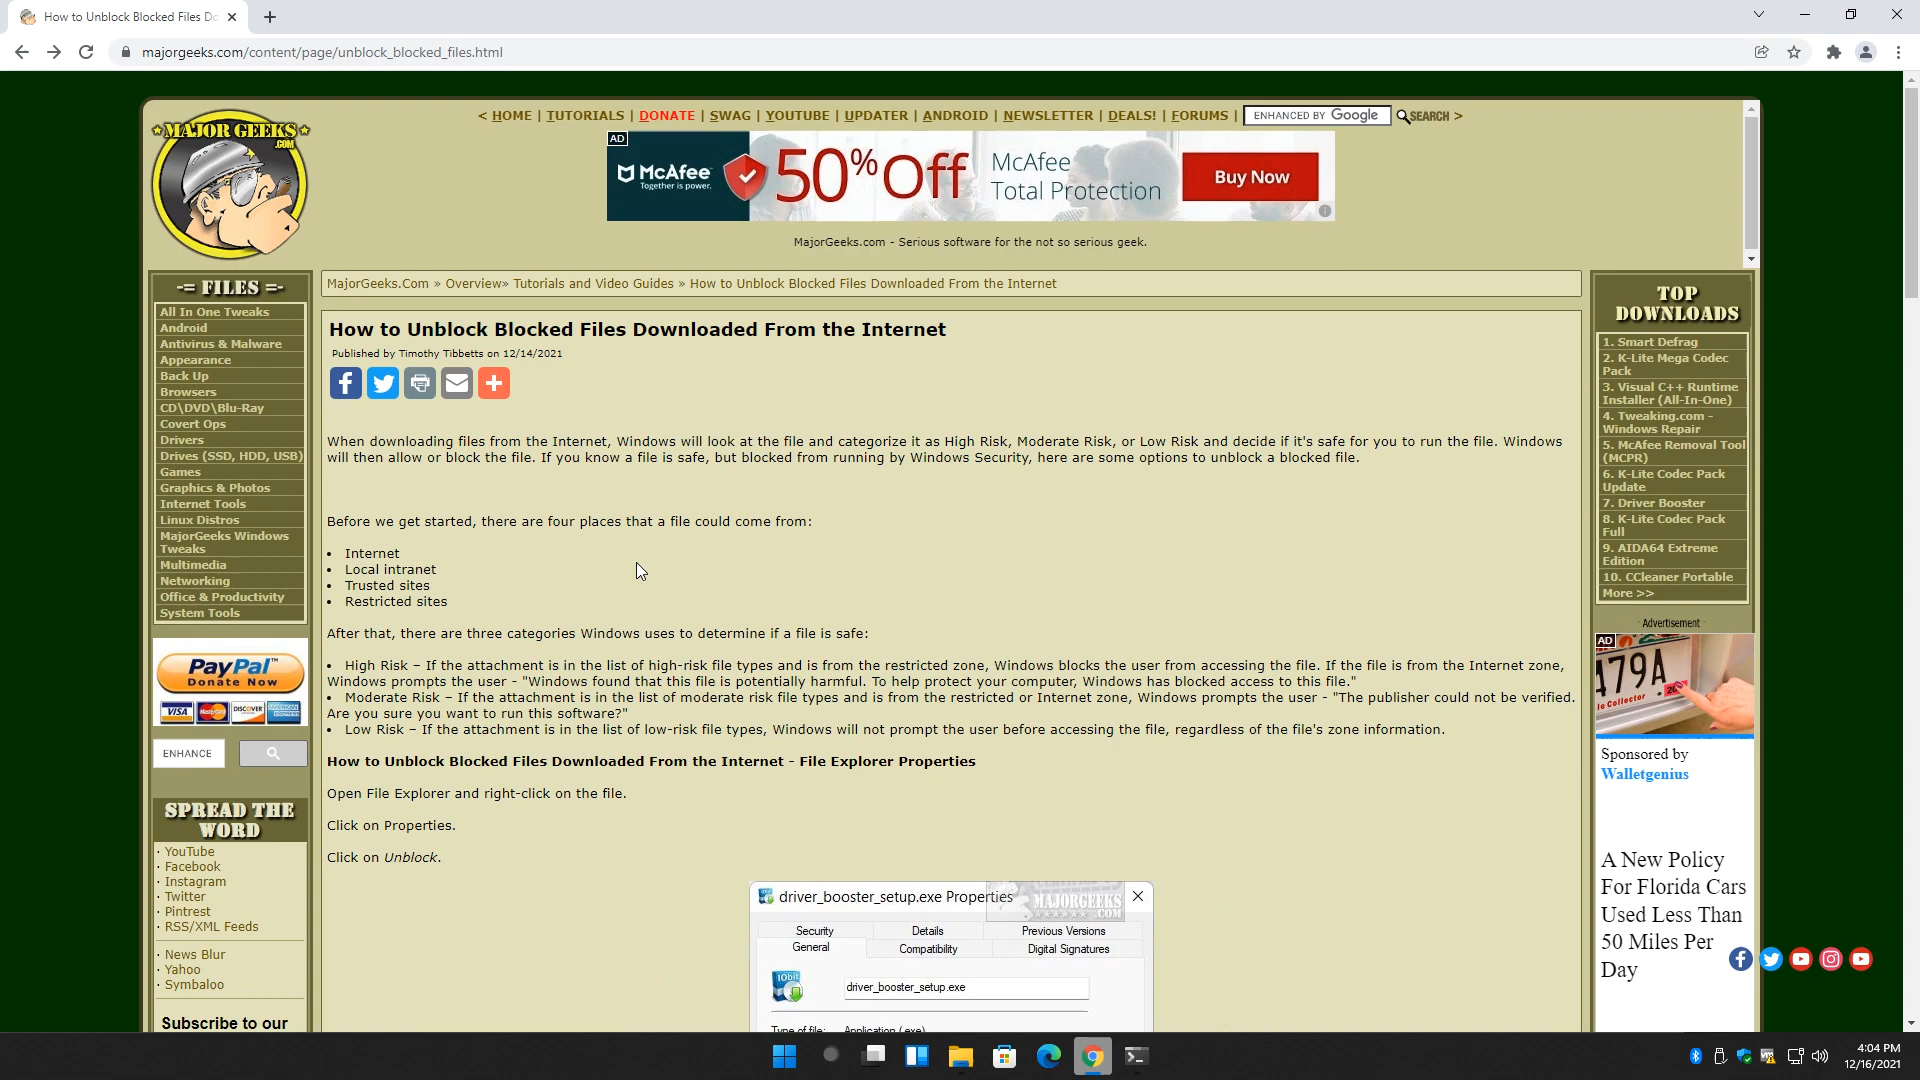 How to Unblock Blocked Files Do
majorgeeks.com/content/page/unblock_blocked_files.html
MAJOR GEEKS
.COM
< HOME | TUTORIALS | DONATE | SWAG | YOUTUBE | UPDATER | ANDROID | NEWSLETTER | DEALS! | FORUMS | ENHANCED BY Google SEARCH >
AD
McAfee
Together is power.
50% Off
McAfee
Total Protection
Buy Now
MajorGeeks.com - Serious software for the not so serious geek.
-= FILES =-
All In One Tweaks
Android
Antivirus & Malware
Appearance
Back Up
Browsers
CD\DVD\Blu-Ray
Covert Ops
Drivers
Drives (SSD, HDD, USB)
Games
Graphics & Photos
Internet Tools
Linux Distros
MajorGeeks Windows
Tweaks
Multimedia
Networking
Office & Productivity
System Tools
PayPal™
Donate Now
VISA
MasterCard
DISCOVER
AMERICAN EXPRESS
ENHANCE
SPREAD THE
WORD
· YouTube
· Facebook
· Instagram
· Twitter
· Pintrest
· RSS/XML Feeds
· News Blur
· Yahoo
· Symbaloo
Subscribe to our
MajorGeeks.Com » Overview» Tutorials and Video Guides » How to Unblock Blocked Files Downloaded From the Internet
How to Unblock Blocked Files Downloaded From the Internet
Published by Timothy Tibbetts on 12/14/2021
When downloading files from the Internet, Windows will look at the file and categorize it as High Risk, Moderate Risk, or Low Risk and decide if it's safe for you to run the file. Windows
will then allow or block the file. If you know a file is safe, but blocked from running by Windows Security, here are some options to unblock a blocked file.
Before we get started, there are four places that a file could come from:
• Internet
• Local intranet
• Trusted sites
• Restricted sites
After that, there are three categories Windows uses to determine if a file is safe:
• High Risk – If the attachment is in the list of high-risk file types and is from the restricted zone, Windows blocks the user from accessing the file. If the file is from the Internet zone,
Windows prompts the user - "Windows found that this file is potentially harmful. To help protect your computer, Windows has blocked access to this file."
• Moderate Risk – If the attachment is in the list of moderate risk file types and is from the restricted or Internet zone, Windows prompts the user - "The publisher could not be verified.
Are you sure you want to run this software?"
• Low Risk – If the attachment is in the list of low-risk file types, Windows will not prompt the user before accessing the file, regardless of the file's zone information.
How to Unblock Blocked Files Downloaded From the Internet - File Explorer Properties
Open File Explorer and right-click on the file.
Click on Properties.
Click on Unblock.
driver_booster_setup.exe Properties
MAJORGEEKS
.COM
Security Details Previous Versions
General Compatibility Digital Signatures
IObit
driver_booster_setup.exe
Type of file: Application (.exe)
TOP
DOWNLOADS
1. Smart Defrag
2. K-Lite Mega Codec
Pack
3. Visual C++ Runtime
Installer (All-In-One)
4. Tweaking.com -
Windows Repair
5. McAfee Removal Tool
(MCPR)
6. K-Lite Codec Pack
Update
7. Driver Booster
8. K-Lite Codec Pack
Full
9. AIDA64 Extreme
Edition
10. CCleaner Portable
More >>
- Advertisement -
AD
479A
le Collector
Sponsored by
Walletgenius
A New Policy
For Florida Cars
Used Less Than
50 Miles Per
Day
4:04 PM
12/16/2021